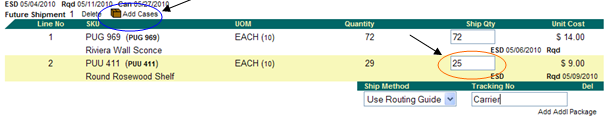 ESD 05/04/2010 Rqd 05/11/2010 Can 05/27/2010
Future Shipment 1 Delete Add Cases
Line No SKU UOM Quantity Ship Qty Unit Cost
1 PUG 969 (PUG 969) EACH (10) 72 72 $ 14.00
Riviera Wall Sconce ESD 05/06/2010 Rqd
2 PUU 411 (PUU 411) EACH (10) 29 25 $ 9.00
Round Rosewood Shelf ESD Rqd 05/09/2010
Ship Method Tracking No Del
Use Routing Guide Carrier
Add Addl Package